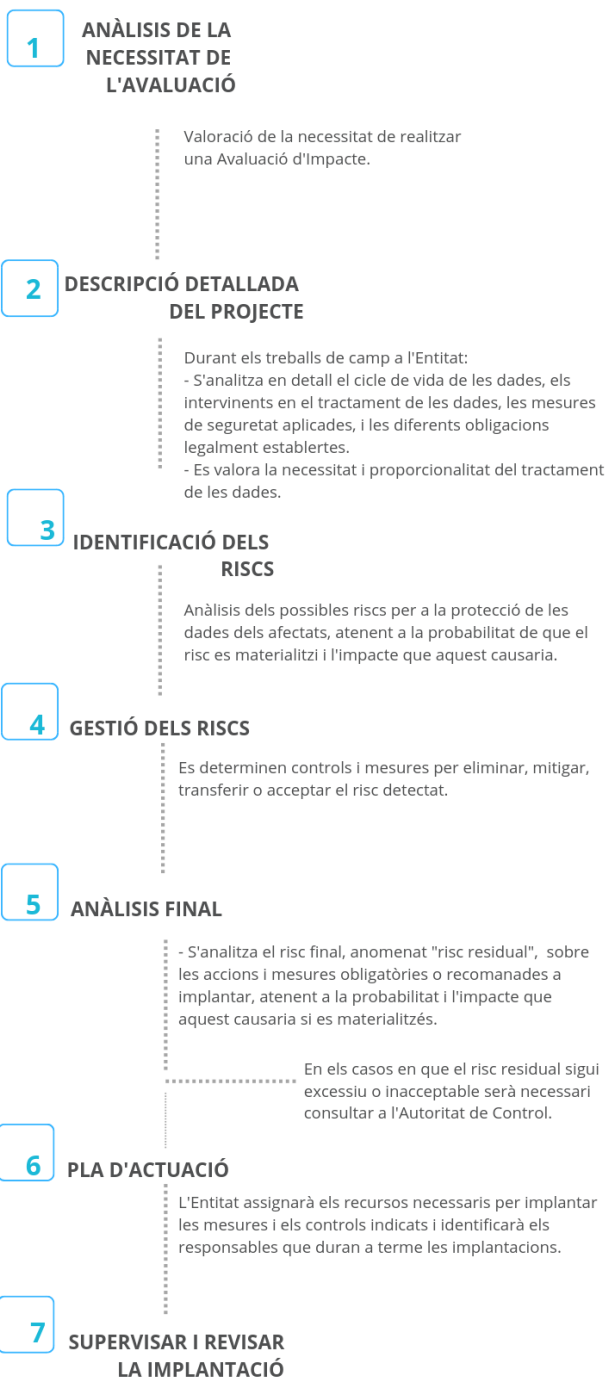 1
ANÀLISIS DE LA
NECESSITAT DE
L'AVALUACIÓ
Valoració de la necessitat de realitzar
una Avaluació d'Impacte.
2
DESCRIPCIÓ DETALLADA
DEL PROJECTE
Durant els treballs de camp a l'Entitat:
- S'analitza en detall el cicle de vida de les dades, els
intervinents en el tractament de les dades, les mesures
de seguretat aplicades, i les diferents obligacions
legalment establertes.
- Es valora la necessitat i proporcionalitat del tractament
de les dades.
3
IDENTIFICACIÓ DELS
RISCS
Anàlisis dels possibles riscs per a la protecció de les
dades dels afectats, atenent a la probabilitat de que el
risc es materialitzi i l'impacte que aquest causaria.
4
GESTIÓ DELS RISCS
Es determinen controls i mesures per eliminar, mitigar,
transferir o acceptar el risc detectat.
5
ANÀLISIS FINAL
- S'analitza el risc final, anomenat "risc residual", sobre
les accions i mesures obligatòries o recomanades a
implantar, atenent a la probabilitat i l'impacte que
aquest causaria si es materialitzés.
En els casos en que el risc residual sigui
excessiu o inacceptable serà necessari
consultar a l'Autoritat de Control.
6
PLA D'ACTUACIÓ
L'Entitat assignarà els recursos necessaris per implantar
les mesures i els controls indicats i identificarà els
responsables que duran a terme les implantacions.
7
SUPERVISAR I REVISAR
LA IMPLANTACIÓ